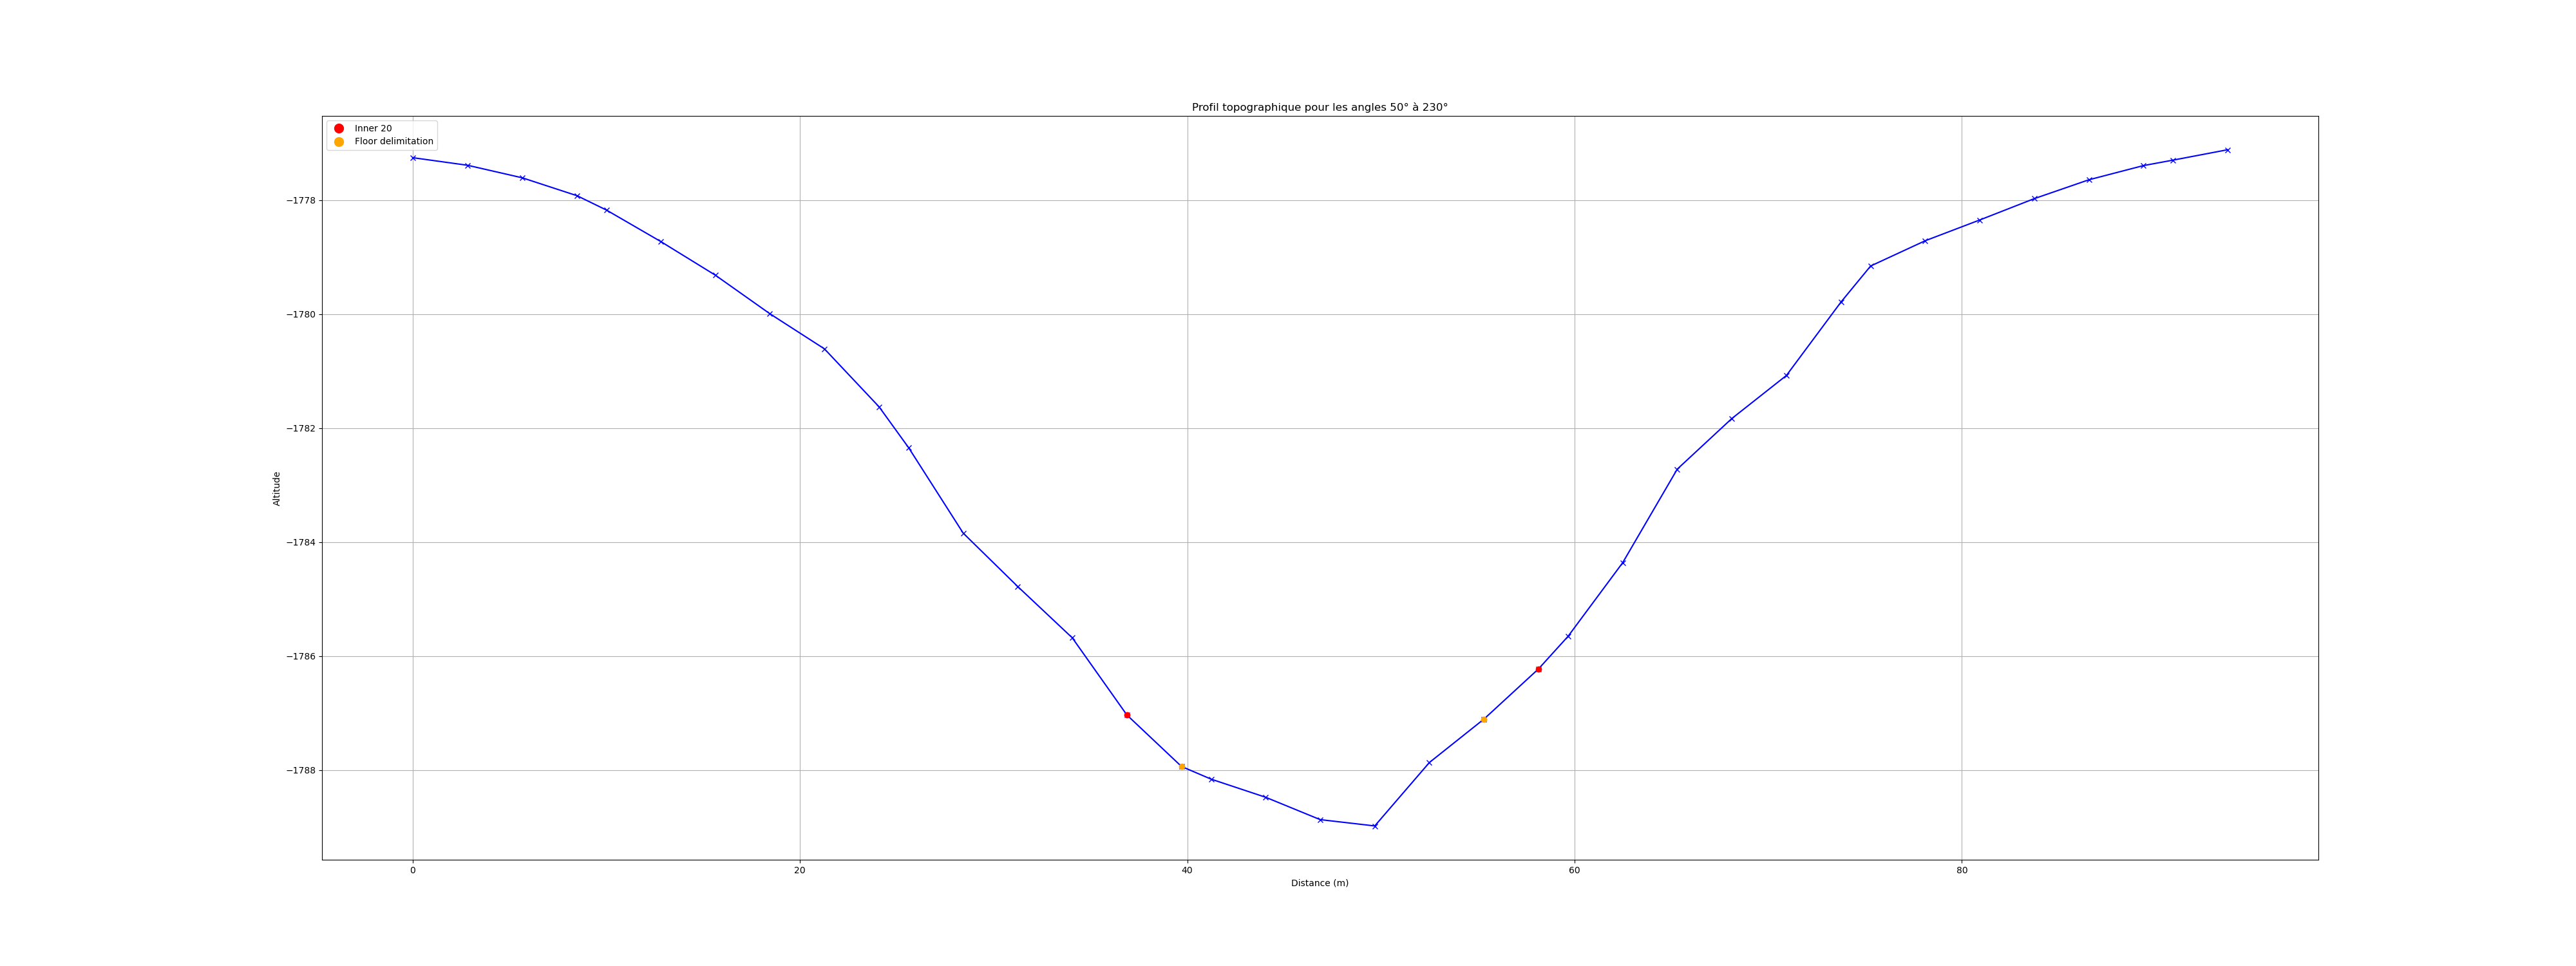 Profil topographique pour les angles 50° à 230°
Inner 20
Floor delimitation
−1778
−1780
−1782
−1784
−1786
−1788
Altitude
0 20 40 60 80
Distance (m)